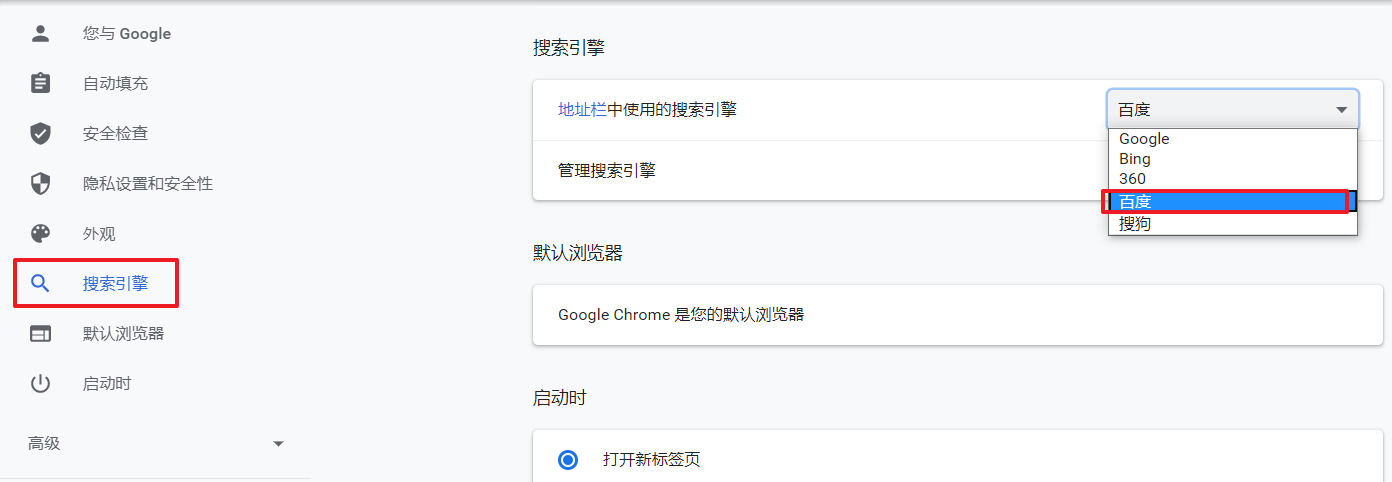 您与 Google
自动填充
安全检查
隐私设置和安全性
外观
搜索引擎
默认浏览器
启动时
高级
搜索引擎
地址栏中使用的搜索引擎
百度
Google
Bing
360
百度
搜狗
管理搜索引擎
默认浏览器
Google Chrome 是您的默认浏览器
启动时
打开新标签页